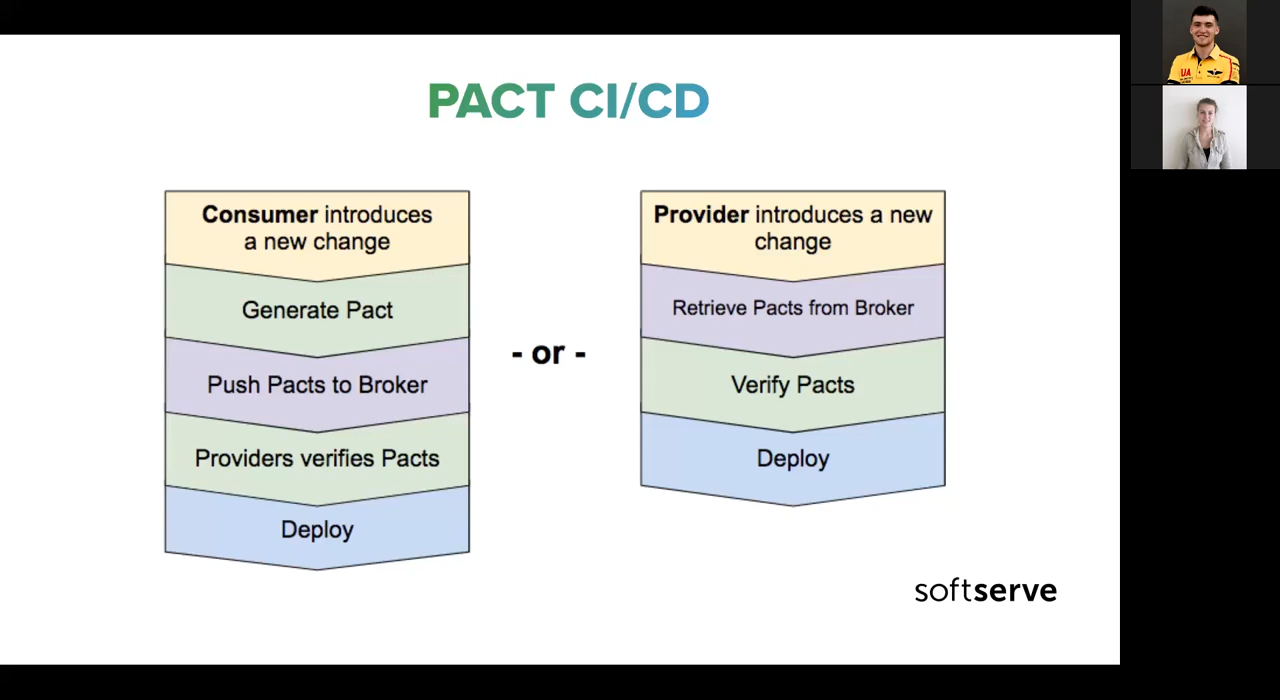 PACT CI/CD
Consumer introduces
a new change
Generate Pact
Push Pacts to Broker
Providers verifies Pacts
Deploy
- or -
Provider introduces a new
change
Retrieve Pacts from Broker
Verify Pacts
Deploy
softserve
UA